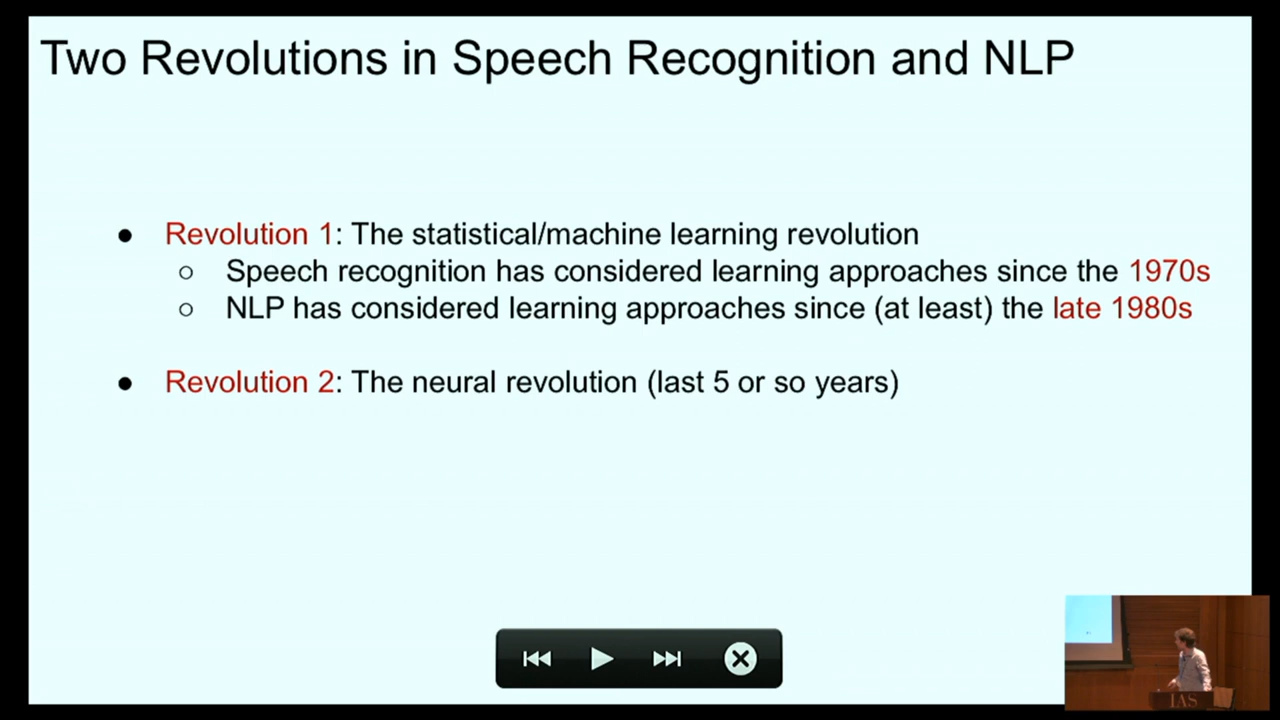 Two Revolutions in Speech Recognition and NLP
● Revolution 1: The statistical/machine learning revolution
○ Speech recognition has considered learning approaches since the 1970s
○ NLP has considered learning approaches since (at least) the late 1980s
● Revolution 2: The neural revolution (last 5 or so years)
IAS